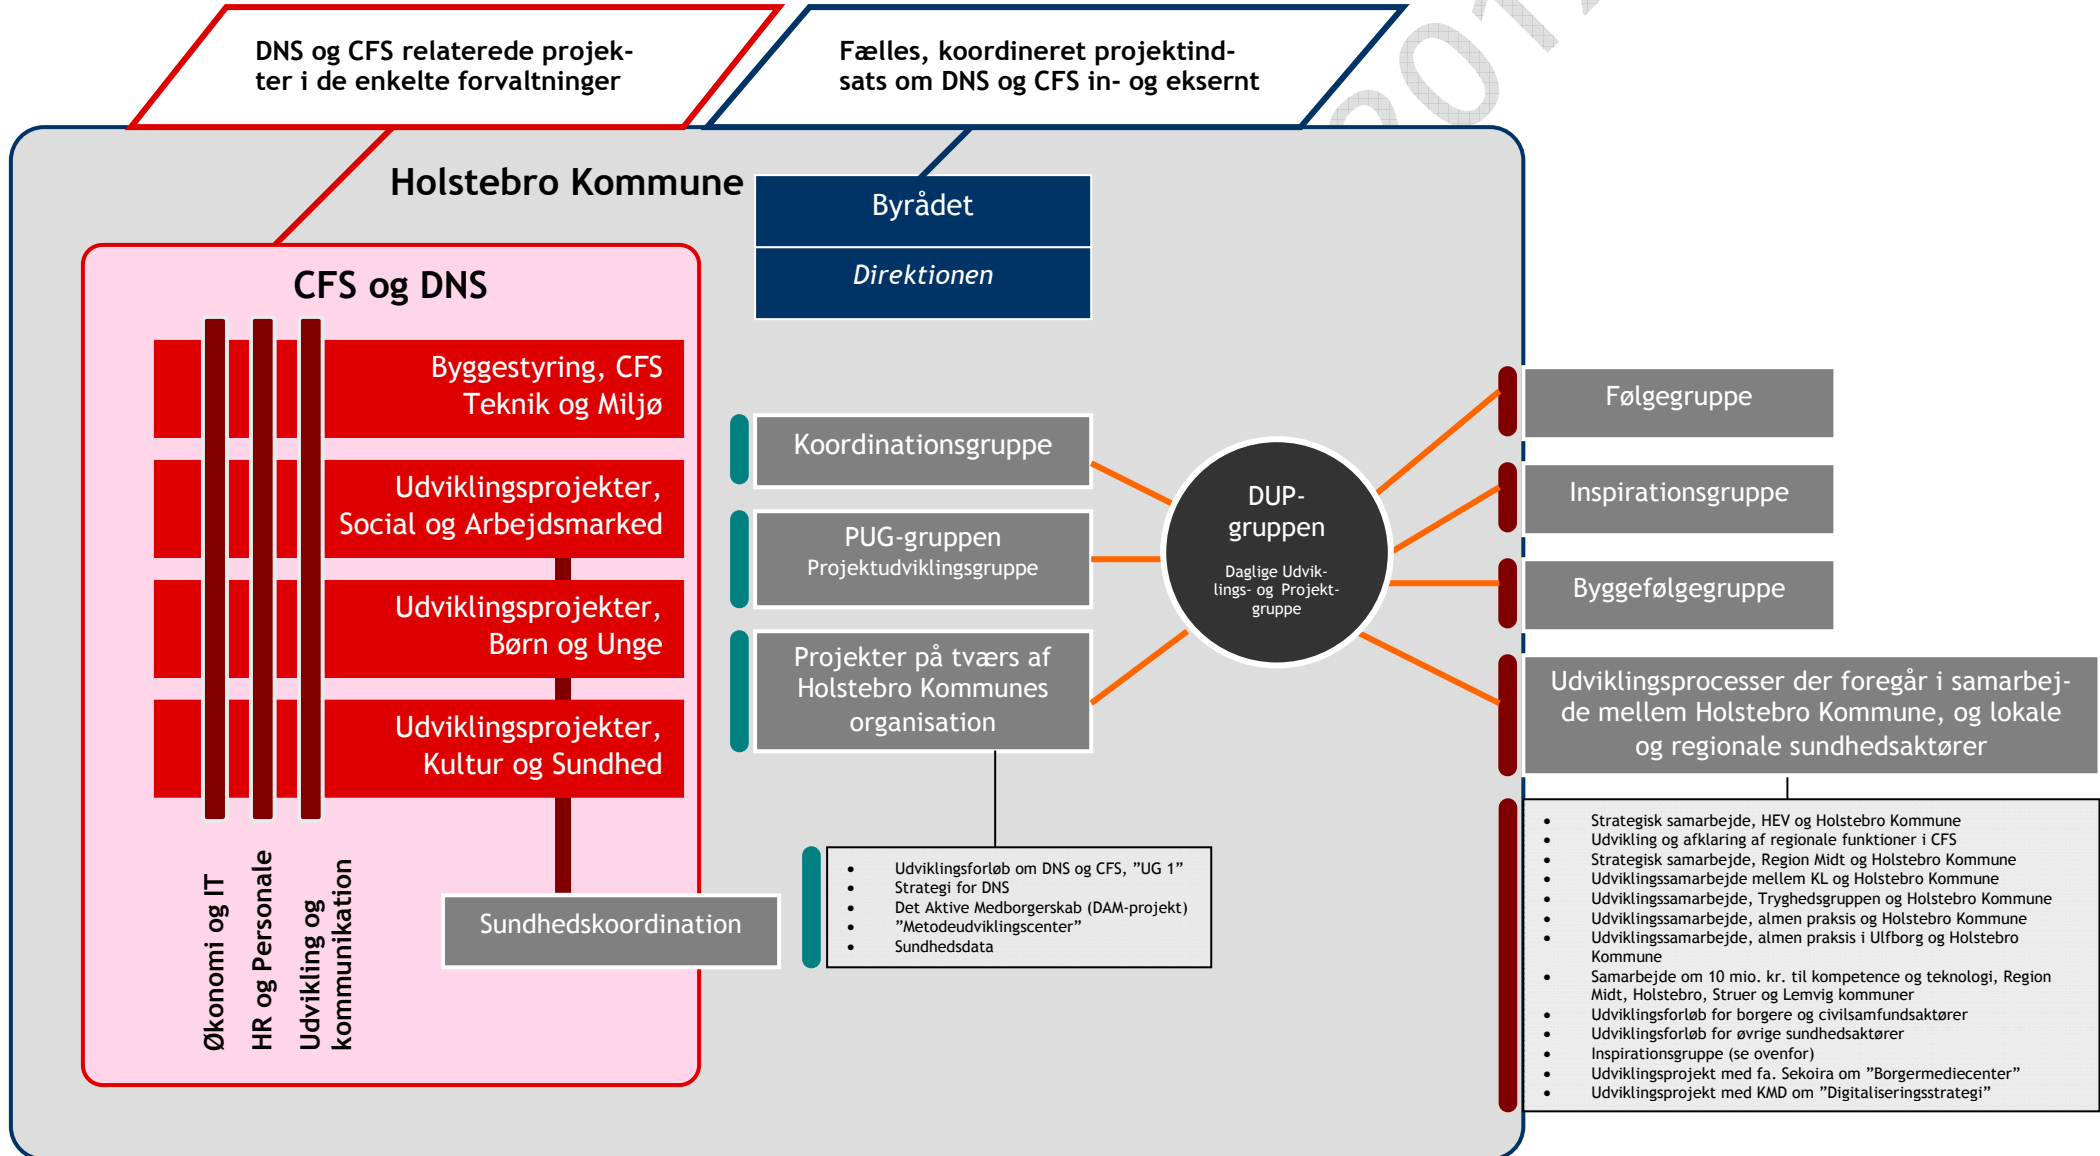 DNS og CFS relaterede projek-
ter i de enkelte forvaltninger
Fælles, koordineret projektind-
sats om DNS og CFS in- og eksernt
Holstebro Kommune
Byrådet
Direktionen
CFS og DNS
Byggestyring, CFS
Teknik og Miljø
Udviklingsprojekter,
Social og Arbejdsmarked
Udviklingsprojekter,
Børn og Unge
Udviklingsprojekter,
Kultur og Sundhed
Økonomi og IT
HR og Personale
Udvikling og
kommunikation
Sundhedskoordination
Koordinationsgruppe
PUG-gruppen
Projektudviklingsgruppe
Projekter på tværs af
Holstebro Kommunes
organisation
• Udviklingsforløb om DNS og CFS, ”UG 1”
• Strategi for DNS
• Det Aktive Medborgerskab (DAM-projekt)
• ”Metodeudviklingscenter”
• Sundhedsdata
DUP-
gruppen
Daglige Udvik-
lings- og Projekt-
gruppe
Følgegruppe
Inspirationsgruppe
Byggefølgegruppe
Udviklingsprocesser der foregår i samarbej-
de mellem Holstebro Kommune, og lokale
og regionale sundhedsaktører
• Strategisk samarbejde, HEV og Holstebro Kommune
• Udvikling og afklaring af regionale funktioner i CFS
• Strategisk samarbejde, Region Midt og Holstebro Kommune
• Udviklingssamarbejde mellem KL og Holstebro Kommune
• Udviklingssamarbejde, Tryghedsgruppen og Holstebro Kommune
• Udviklingssamarbejde, almen praksis og Holstebro Kommune
• Udviklingssamarbejde, almen praksis i Ulfborg og Holstebro
Kommune
• Samarbejde om 10 mio. kr. til kompetence og teknologi, Region
Midt, Holstebro, Struer og Lemvig kommuner
• Udviklingsforløb for borgere og civilsamfundsaktører
• Udviklingsforløb for øvrige sundhedsaktører
• Inspirationsgruppe (se ovenfor)
• Udviklingsprojekt med fa. Sekoira om ”Borgermediecenter”
• Udviklingsprojekt med KMD om ”Digitaliseringsstrategi”